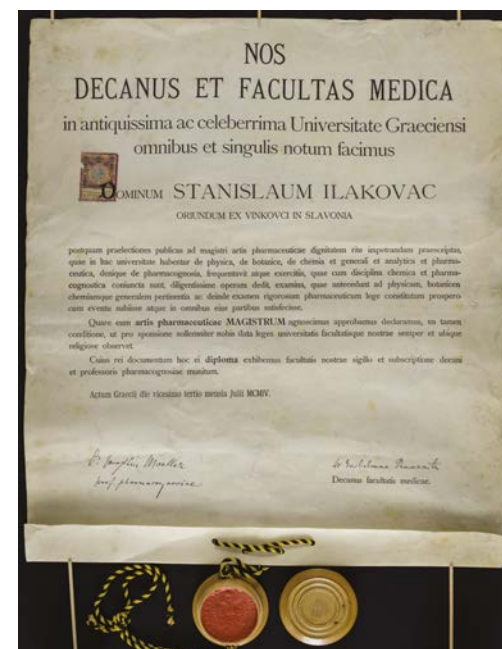 NOS
DECANUS ET FACULTAS MEDICA
in antiquissima ac celeberrima Universitate Graeciensi
omnibus et singulis notum facimus
DOMINUM STANISLAUM ILAKOVAC
ORIUNDUM EX VINKOVCI IN SLAVONIA
postquam praelectiones publicas ad magistri artis pharmaceuticae dignitatem rite impetrandam praescriptas,
quae in hac universitate habentur de physica, de botanice, de chemia et generali et analytica et pharma-
ceutica, denique de pharmacognosia, frequentavit atque exercitiis, quae cum disciplina chemica et pharma-
cognostica coniuncta sunt, diligentissime operam dedit, examina, quae antecedunt ad physicam, botanicen
chemiamque generalem pertinentia ac deinde examen rigorosum pharmaceuticum lege constitutum prospero
cum eventu subiisse atque in omnibus eius partibus satisfecisse.
Quare eum artis pharmaceuticae MAGISTRUM agnoscimus approbamus declaramus, ea tamen
conditione, ut pro sponsione sollemniter nobis data leges universitatis facultatisque nostrae semper et ubique
religiose observet.
Cuius rei documentum hoc ei diploma exhibemus facultatis nostrae sigillo et subscriptione decani
et professoris pharmacognosiae munitum.
Actum Graecii die vicesimo tertio mensis Julii MCMIV.
Moeller
prof. pharmacognosiae
Decanus facultatis medicae.